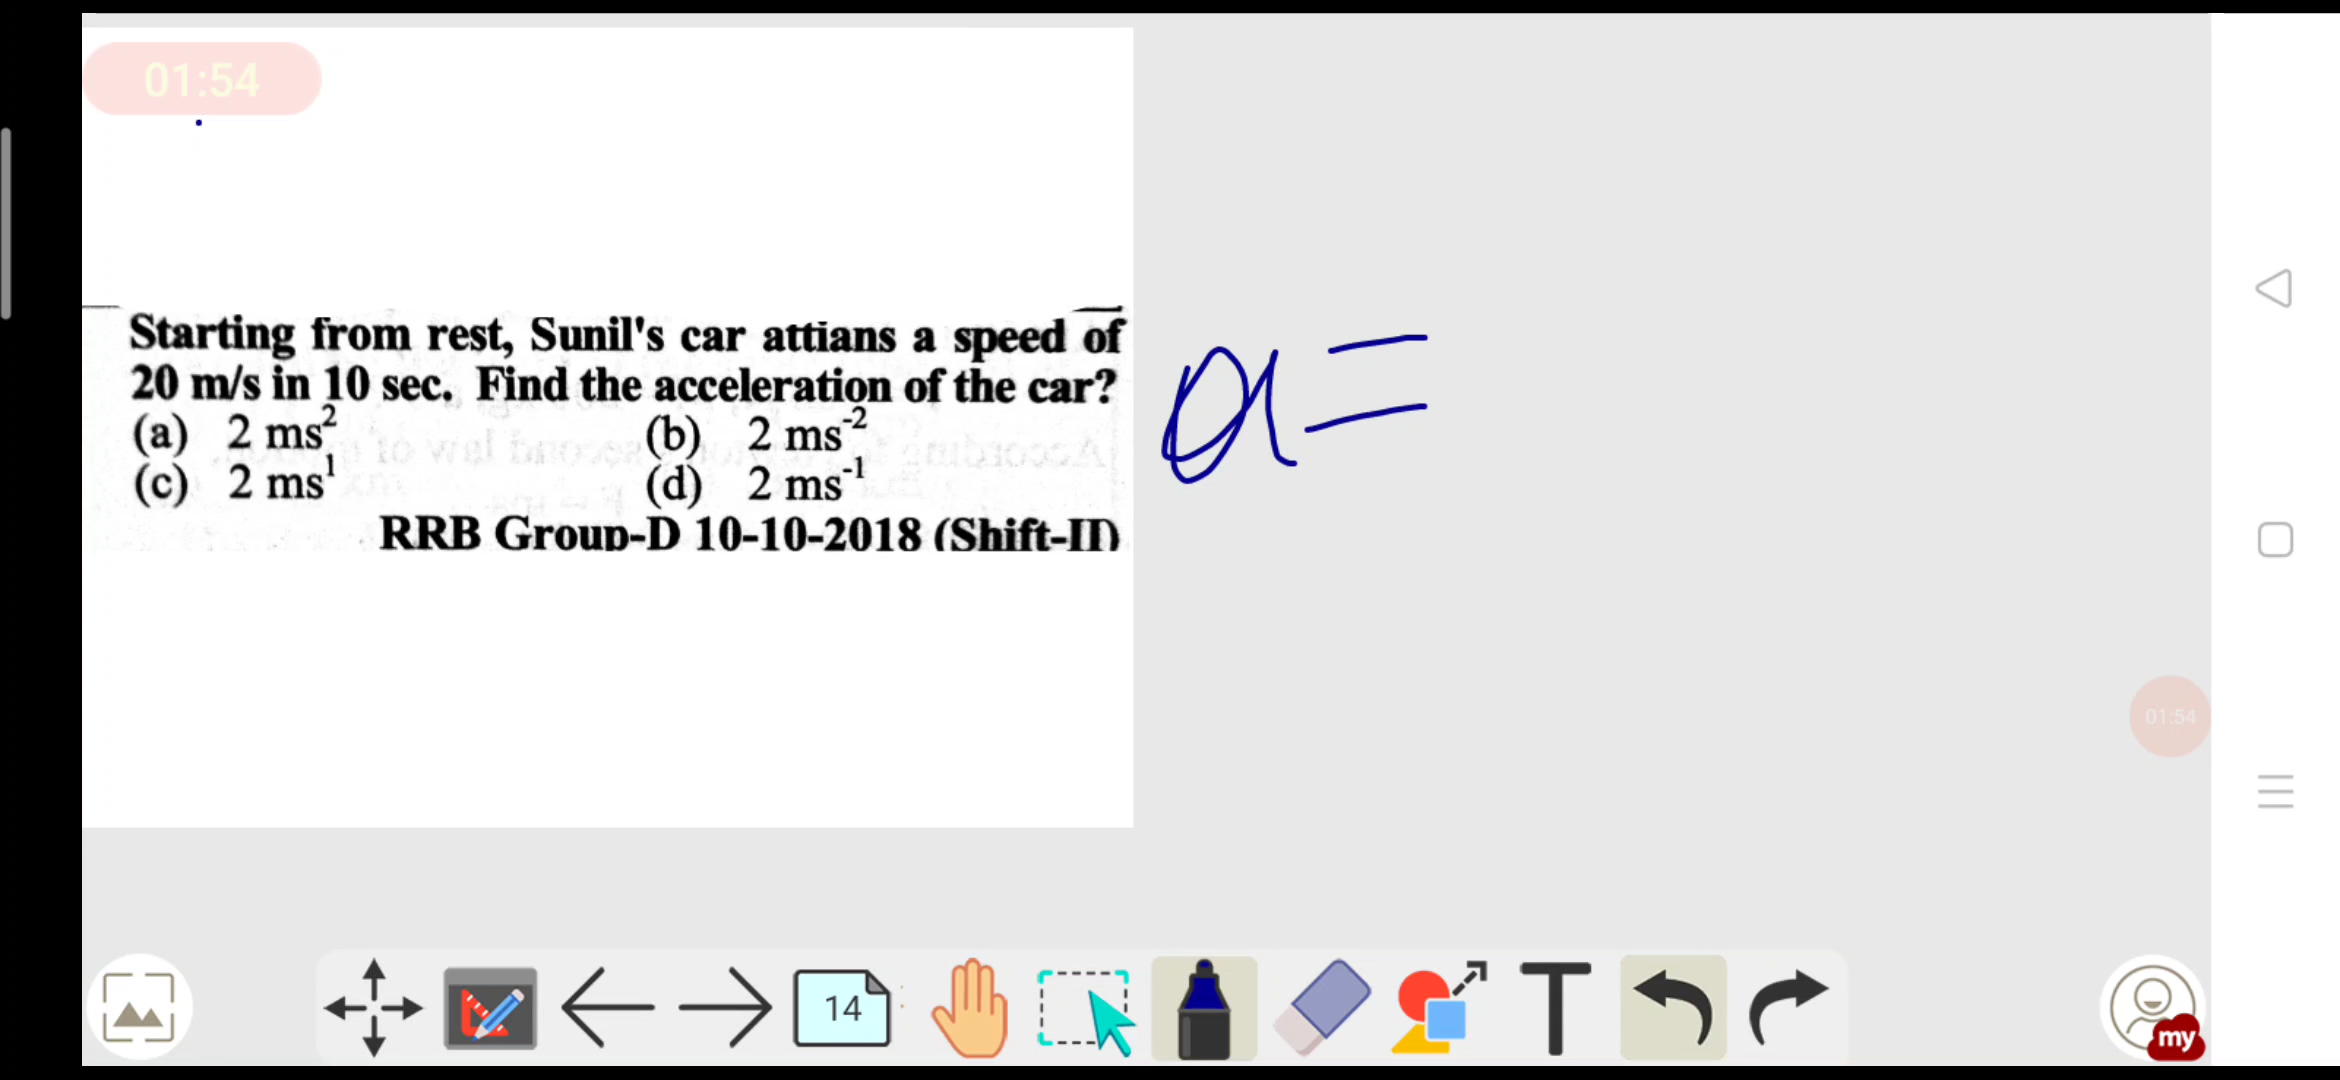 01:54
Starting from rest, Sunil's car attians a speed of
20 m/s in 10 sec. Find the acceleration of the car?
(a) 2 ms² (b) 2 ms⁻²
(c) 2 ms¹ (d) 2 ms⁻¹
RRB Group-D 10-10-2018 (Shift-II)
a=
01:54
14
T
my